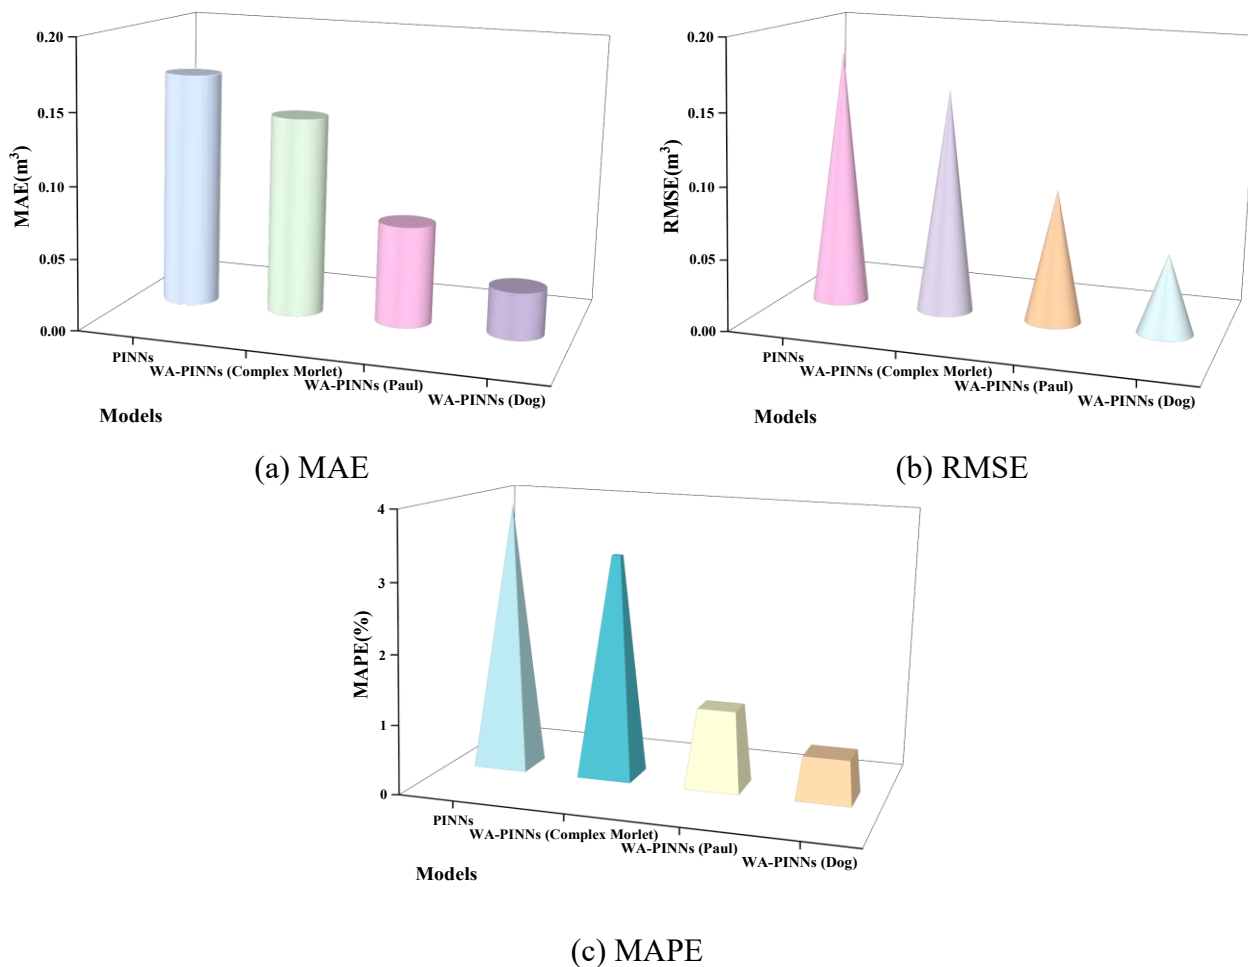 0.20
0.15
0.10
0.05
0.00
MAE(m³)
PINNs
WA-PINNs (Complex Morlet)
WA-PINNs (Paul)
WA-PINNs (Dog)
Models
(a) MAE
0.20
0.15
0.10
0.05
0.00
RMSE(m³)
PINNs
WA-PINNs (Complex Morlet)
WA-PINNs (Paul)
WA-PINNs (Dog)
Models
(b) RMSE
4
3
2
1
0
MAPE(%)
PINNs
WA-PINNs (Complex Morlet)
WA-PINNs (Paul)
WA-PINNs (Dog)
Models
(c) MAPE